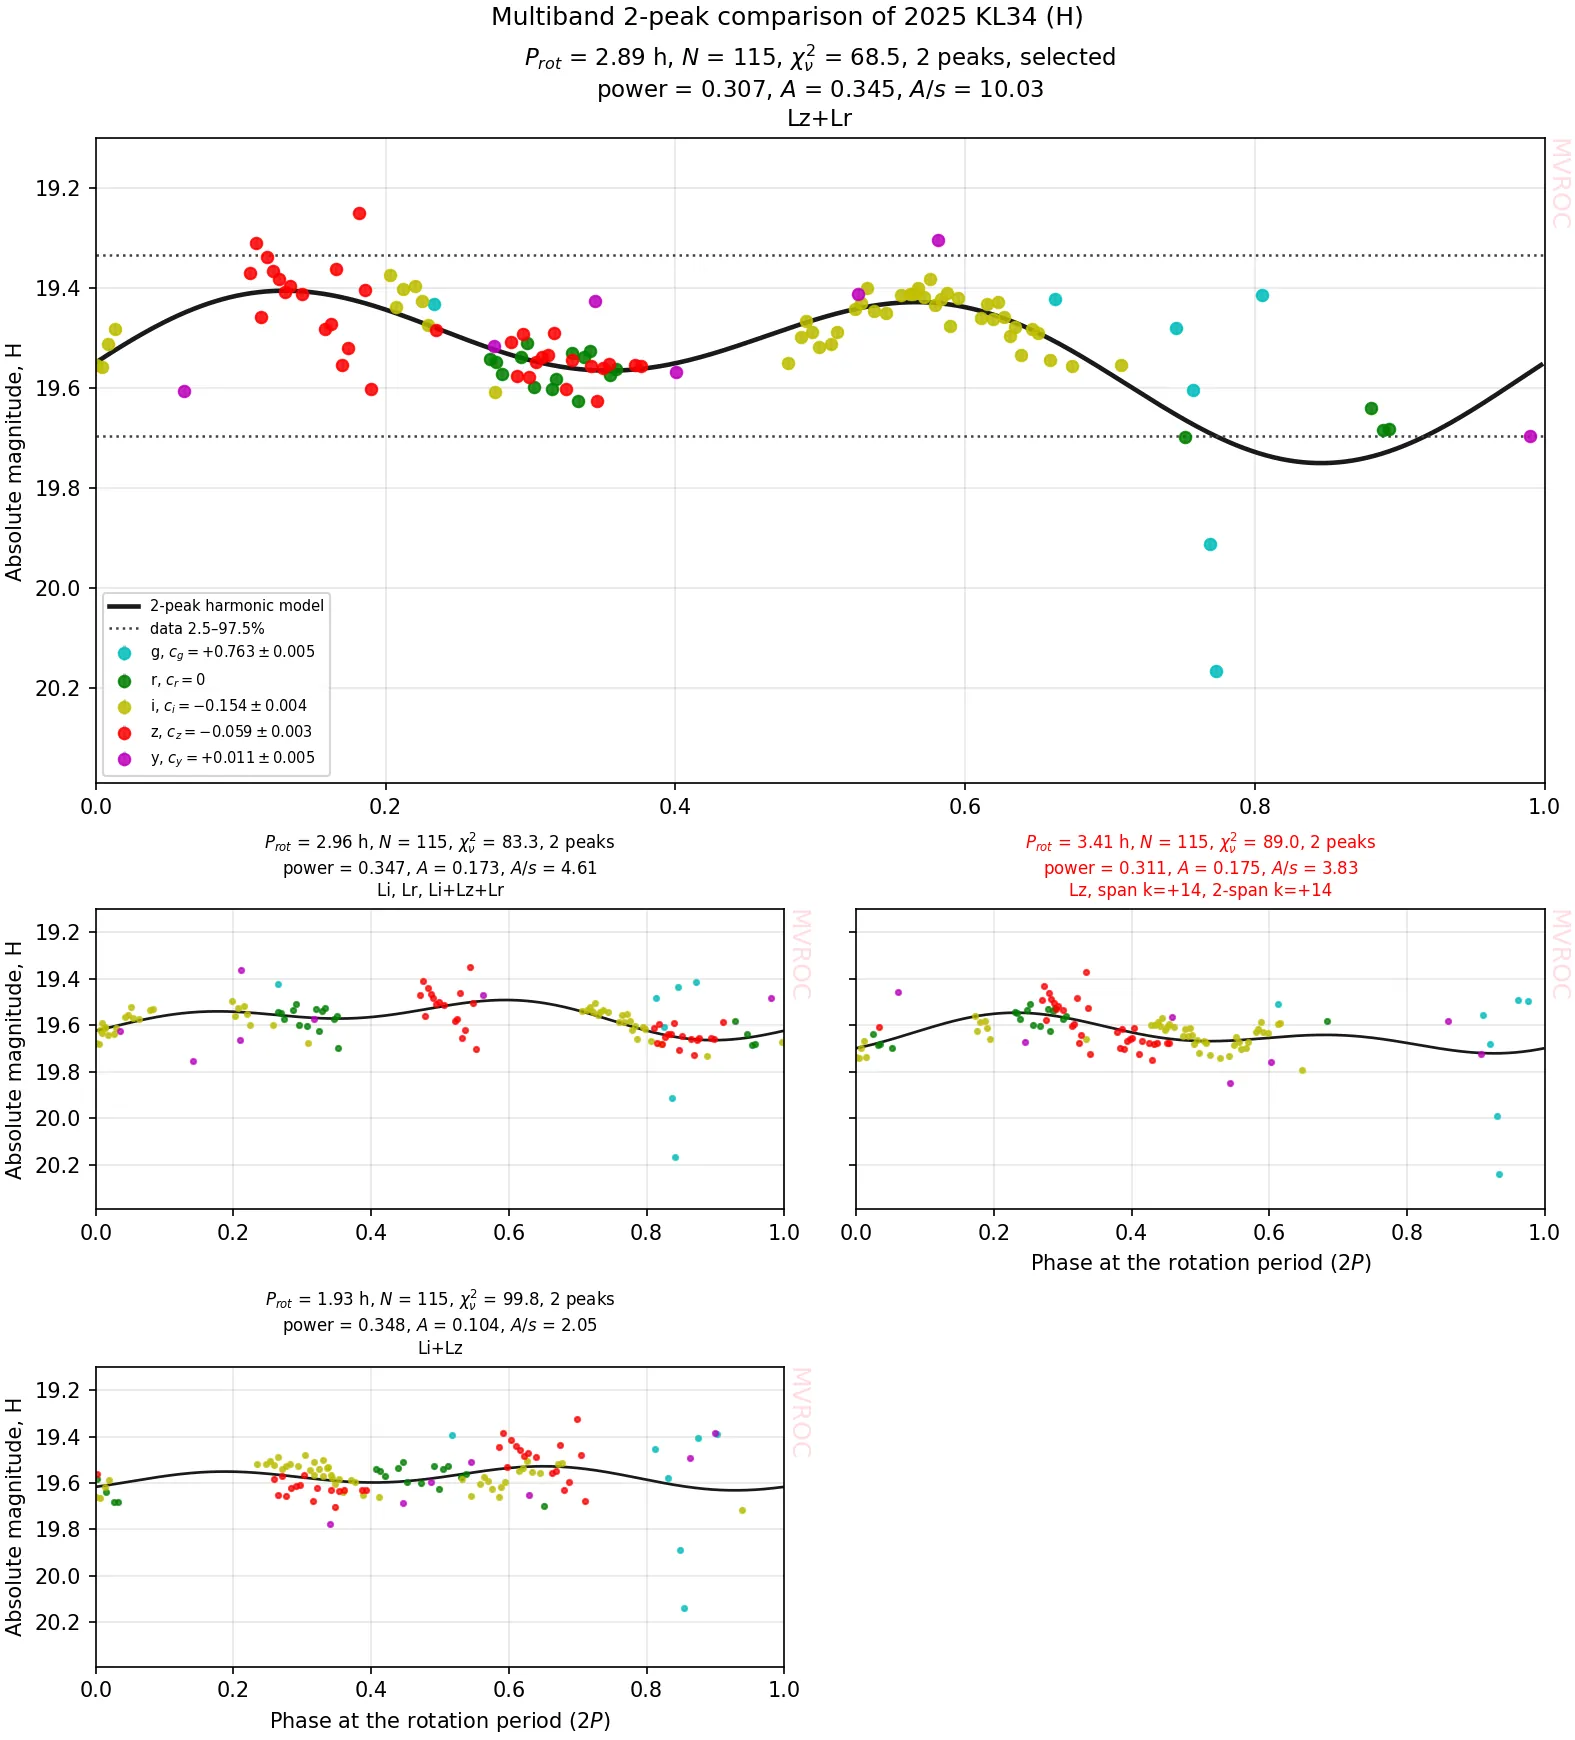 Multiband 2-peak comparison of 2025 KL34 (H)
P_rot = 2.89 h, N = 115, χ²_ν = 68.5, 2 peaks, selected
power = 0.307, A = 0.345, A/s = 10.03
Lz+Lr
MVROC
Absolute magnitude, H
19.2
19.4
19.6
19.8
20.0
20.2
2-peak harmonic model
data 2.5–97.5%
g, c_g = +0.763 ± 0.005
r, c_r = 0
i, c_i = −0.154 ± 0.004
z, c_z = −0.059 ± 0.003
y, c_y = +0.011 ± 0.005
0.0 0.2 0.4 0.6 0.8 1.0
P_rot = 2.96 h, N = 115, χ²_ν = 83.3, 2 peaks
power = 0.347, A = 0.173, A/s = 4.61
Li, Lr, Li+Lz+Lr
MVROC
Absolute magnitude, H
19.2
19.4
19.6
19.8
20.0
20.2
0.0 0.2 0.4 0.6 0.8 1.0
P_rot = 3.41 h, N = 115, χ²_ν = 89.0, 2 peaks
power = 0.311, A = 0.175, A/s = 3.83
Lz, span k=+14, 2-span k=+14
MVROC
0.0 0.2 0.4 0.6 0.8 1.0
Phase at the rotation period (2P)
P_rot = 1.93 h, N = 115, χ²_ν = 99.8, 2 peaks
power = 0.348, A = 0.104, A/s = 2.05
Li+Lz
MVROC
Absolute magnitude, H
19.2
19.4
19.6
19.8
20.0
20.2
0.0 0.2 0.4 0.6 0.8 1.0
Phase at the rotation period (2P)